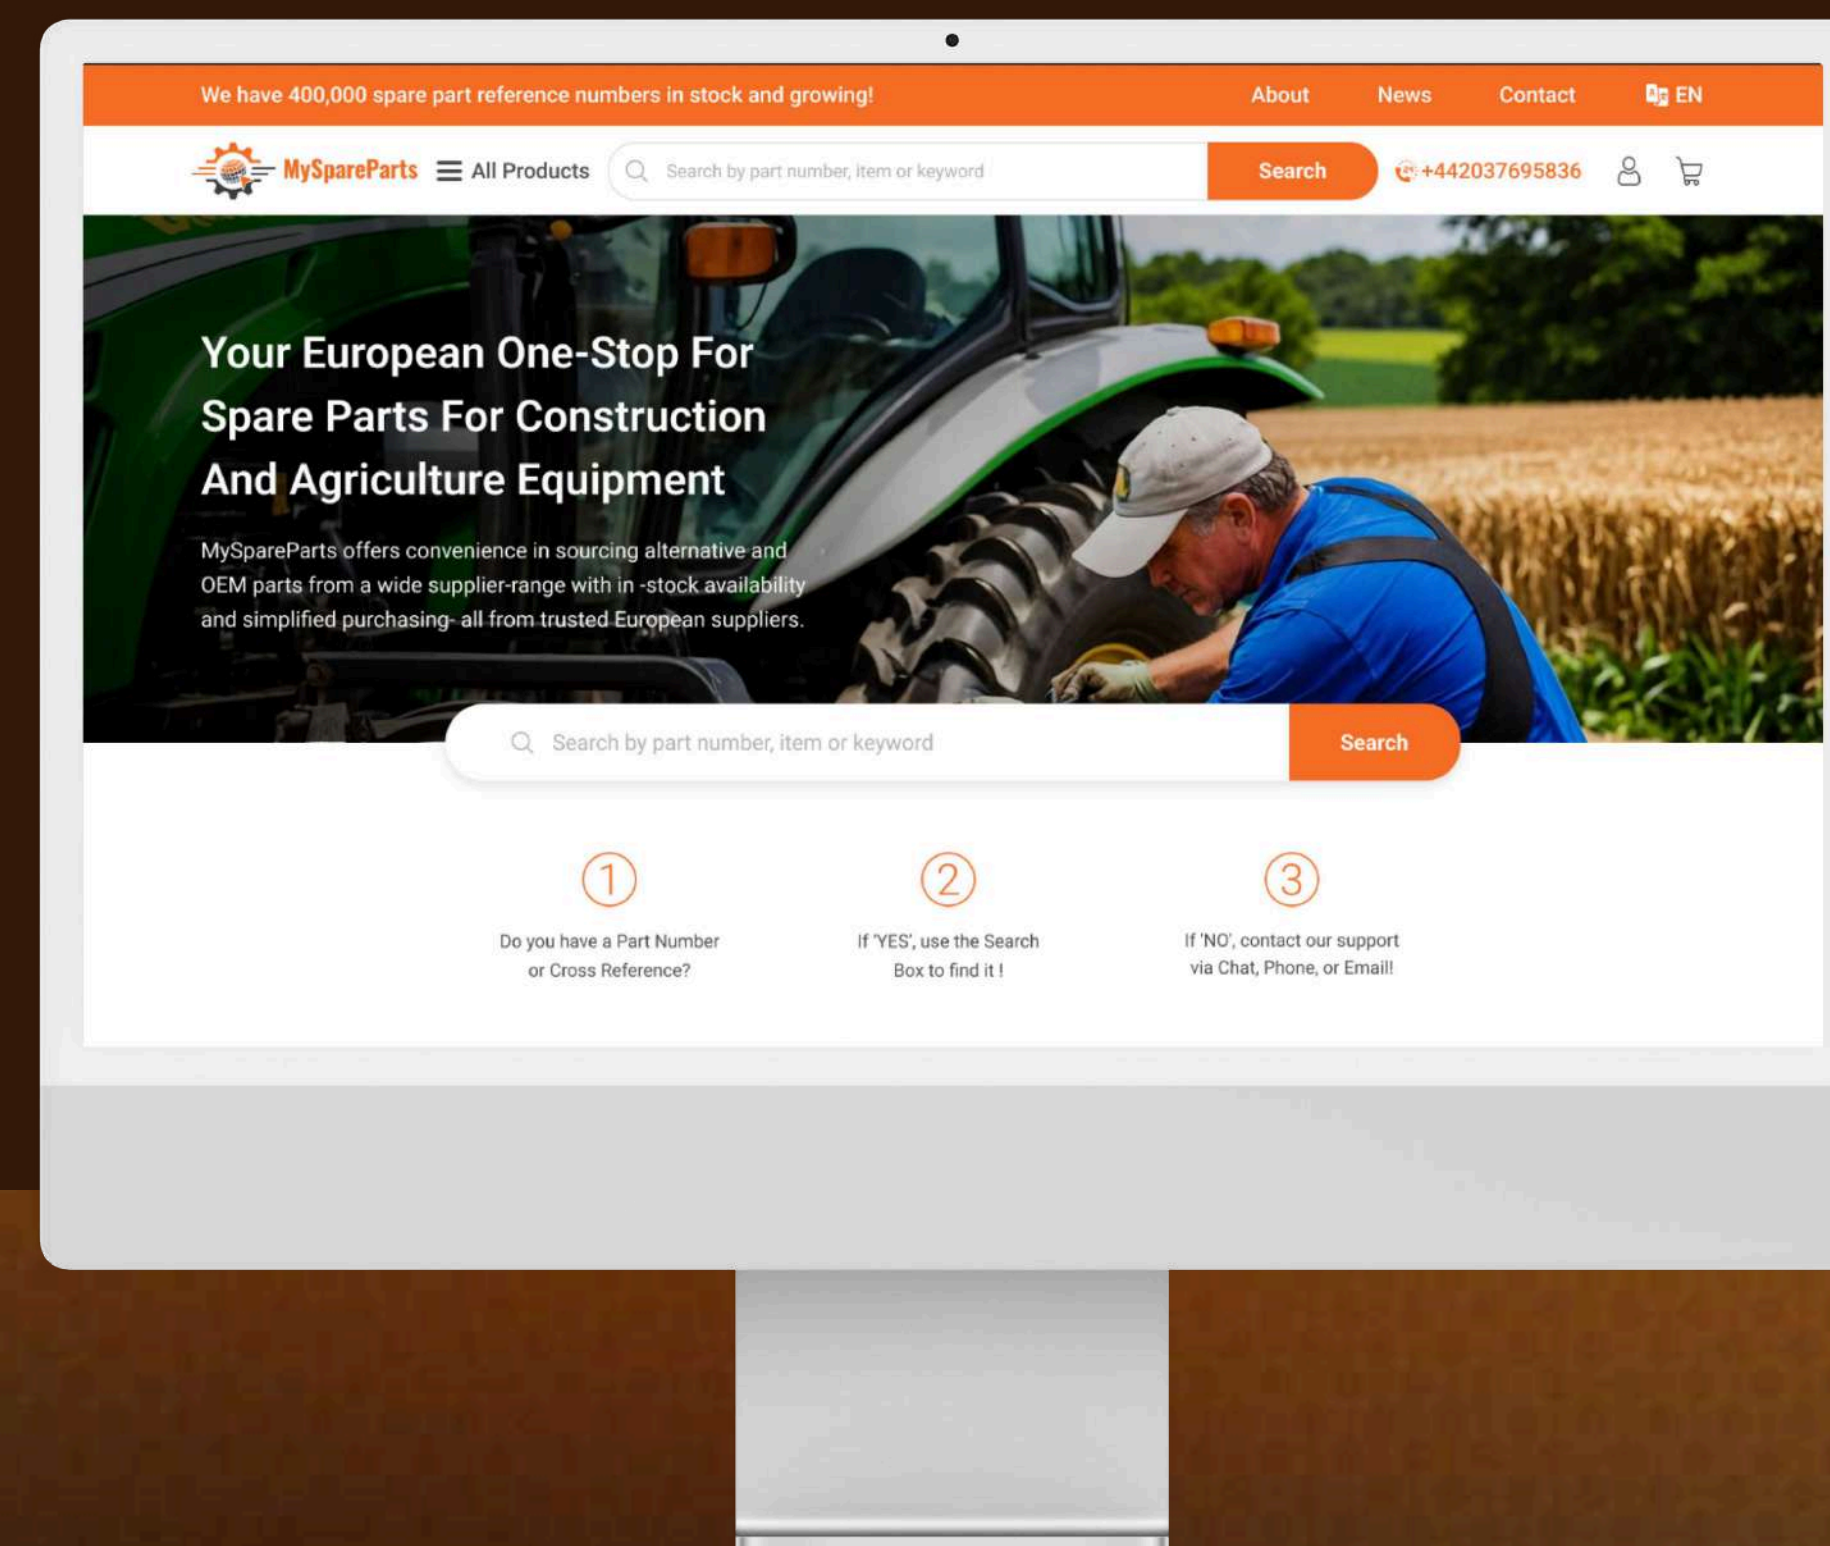 We have 400,000 spare part reference numbers in stock and growing!
About
News
Contact
EN
MySpareParts
All Products
Search by part number, item or keyword
Search
+442037695836
Your European One-Stop For
Spare Parts For Construction
And Agriculture Equipment
MySpareParts offers convenience in sourcing alternative and
OEM parts from a wide supplier-range with in -stock availability
and simplified purchasing- all from trusted European suppliers.
Search by part number, item or keyword
Search
1
2
3
Do you have a Part Number
or Cross Reference?
If 'YES', use the Search
Box to find it !
If 'NO', contact our support
via Chat, Phone, or Email!